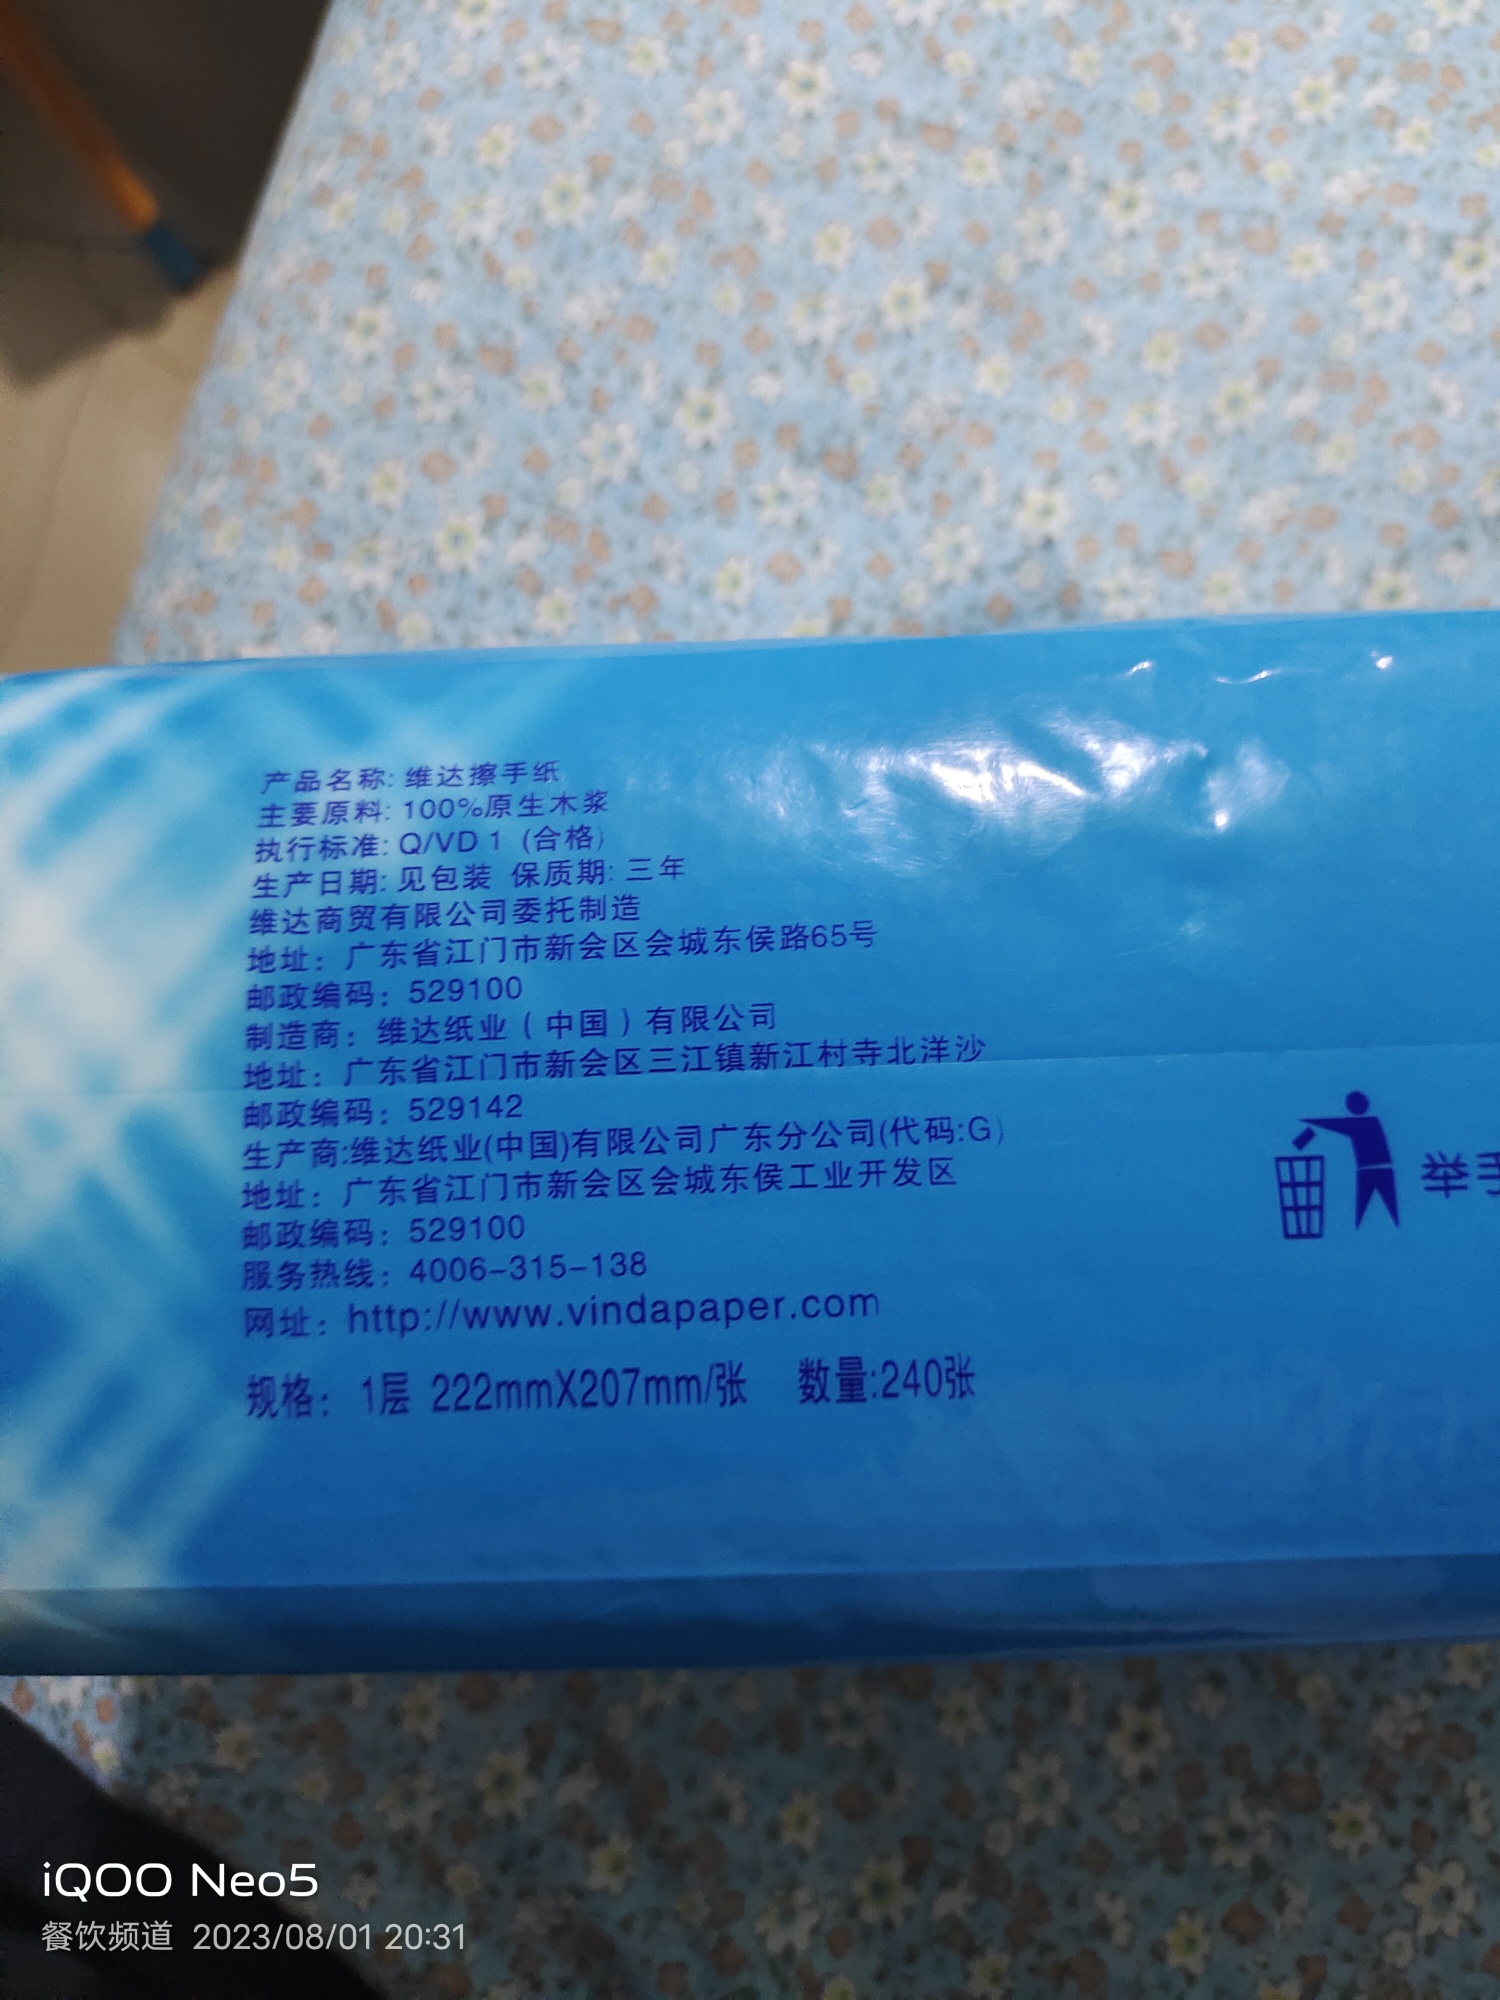 产品名称: 维达擦手纸
主要原料: 100%原生木浆
执行标准: Q/VD 1 (合格)
生产日期: 见包装 保质期: 三年
维达商贸有限公司委托制造
地址：广东省江门市新会区会城东侯路65号
邮政编码：529100
制造商：维达纸业（中国）有限公司
地址：广东省江门市新会区三江镇新江村寺北洋沙
邮政编码：529142
生产商:维达纸业(中国)有限公司广东分公司(代码:G)
地址：广东省江门市新会区会城东侯工业开发区
邮政编码：529100
服务热线：4006-315-138
网址：http://www.vindapaper.com
规格：1层 222mmX207mm/张 数量:240张
举手
iQOO Neo5
餐饮频道 2023/08/01 20:31